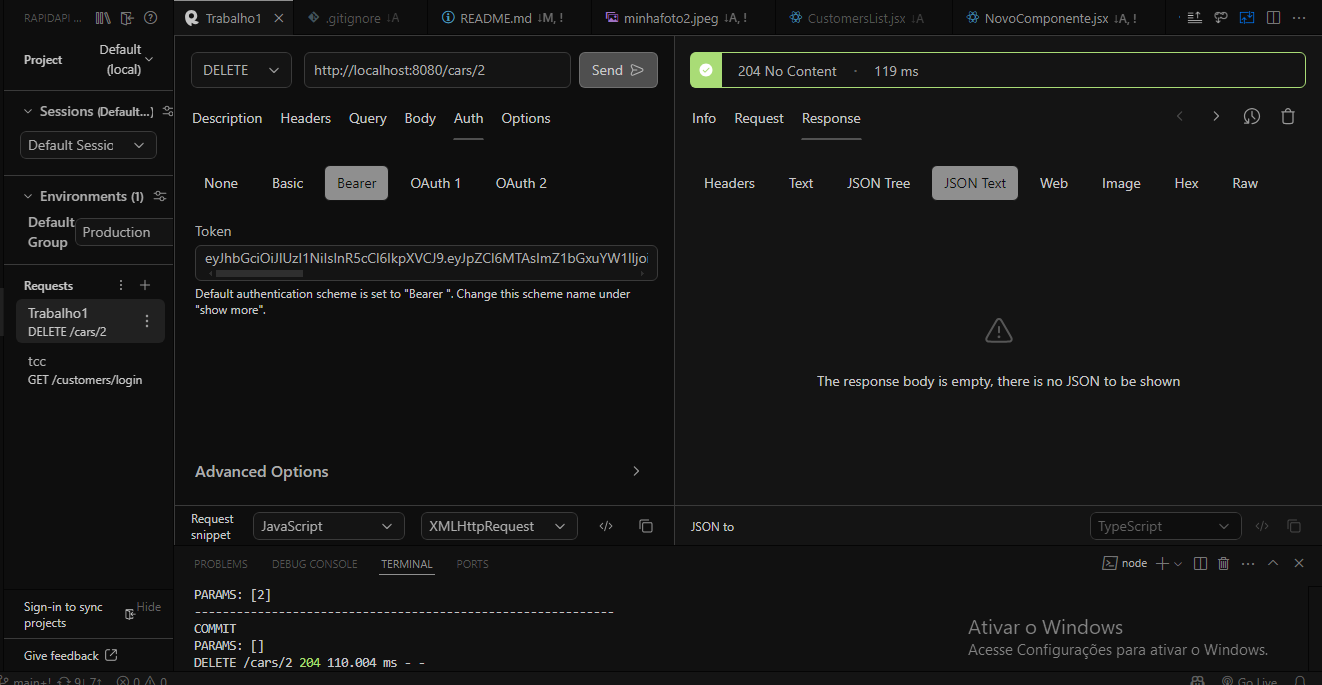 RAPIDAPI ...
Trabalho1
.gitignore ↓A
README.md ↓M, !
minhafoto2.jpeg ↓A, !
CustomersList.jsx ↓A
NovoComponente.jsx ↓A, !
Project
Default
(local)
Sessions (Default...)
Default Sessic
Environments (1)
Default
Group
Production
Requests
Trabalho1
DELETE /cars/2
tcc
GET /customers/login
Sign-in to sync
projects
Hide
Give feedback
DELETE
http://localhost:8080/cars/2
Send
Description Headers Query Body Auth Options
None Basic Bearer OAuth 1 OAuth 2
Token
Default authentication scheme is set to "Bearer ". Change this scheme name under
"show more".
Advanced Options
Request
snippet
JavaScript
XMLHttpRequest
204 No Content · 119 ms
Info Request Response
Headers Text JSON Tree JSON Text Web Image Hex Raw
The response body is empty, there is no JSON to be shown
JSON to
TypeScript
PROBLEMS DEBUG CONSOLE TERMINAL PORTS
node
PARAMS: [2]
------------------------------------------------------------
COMMIT
PARAMS: []
DELETE /cars/2 204 110.004 ms - -
Ativar o Windows
Acesse Configurações para ativar o Windows.
main+! 9↓ 7↑ 0 0
Go Live